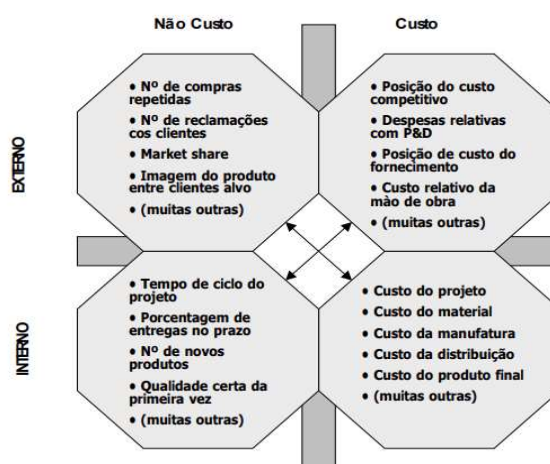 Não Custo
Custo
EXTERNO
• Nº de compras
repetidas
• Nº de reclamações
cos clientes
• Market share
• Imagem do produto
entre clientes alvo
• (muitas outras)
• Posição do custo
competitivo
• Despesas relativas
com P&D
• Posição de custo do
fornecimento
• Custo relativo da
mào de obra
• (muitas outras)
INTERNO
• Tempo de ciclo do
projeto
• Porcentagem de
entregas no prazo
• Nº de novos
produtos
• Qualidade certa da
primeira vez
• (muitas outras)
• Custo do projeto
• Custo do material
• Custo da manufatura
• Custo da distribuição
• Custo do produto final
• (muitas outras)